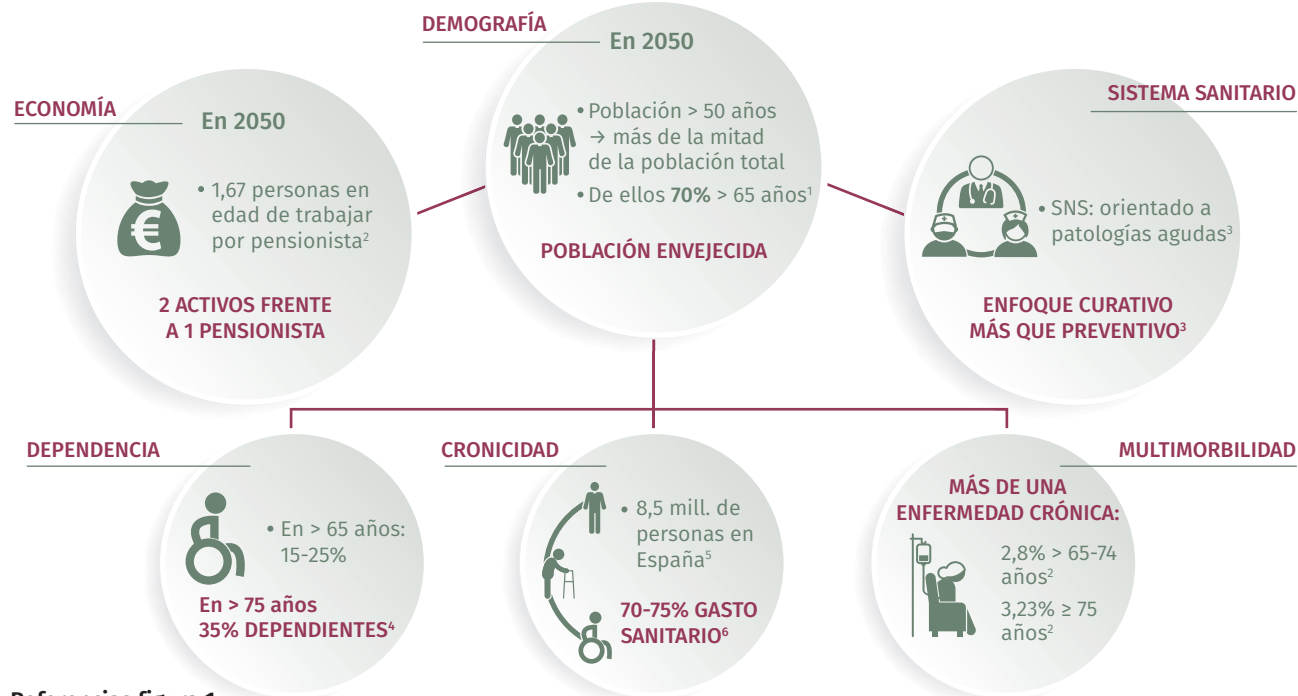 DEMOGRAFÍA
En 2050
• Población > 50 años
→ más de la mitad
de la población total
• De ellos 70% > 65 años¹
POBLACIÓN ENVEJECIDA
ECONOMÍA
En 2050
• 1,67 personas en
edad de trabajar
por pensionista²
2 ACTIVOS FRENTE
A 1 PENSIONISTA
SISTEMA SANITARIO
• SNS: orientado a
patologías agudas³
ENFOQUE CURATIVO
MÁS QUE PREVENTIVO³
DEPENDENCIA
• En > 65 años:
15-25%
En > 75 años
35% DEPENDIENTES⁴
CRONICIDAD
• 8,5 mill. de
personas en
España⁵
70-75% GASTO
SANITARIO⁶
MULTIMORBILIDAD
MÁS DE UNA
ENFERMEDAD CRÓNICA:
2,8% > 65-74
años²
3,23% ≥ 75
años²